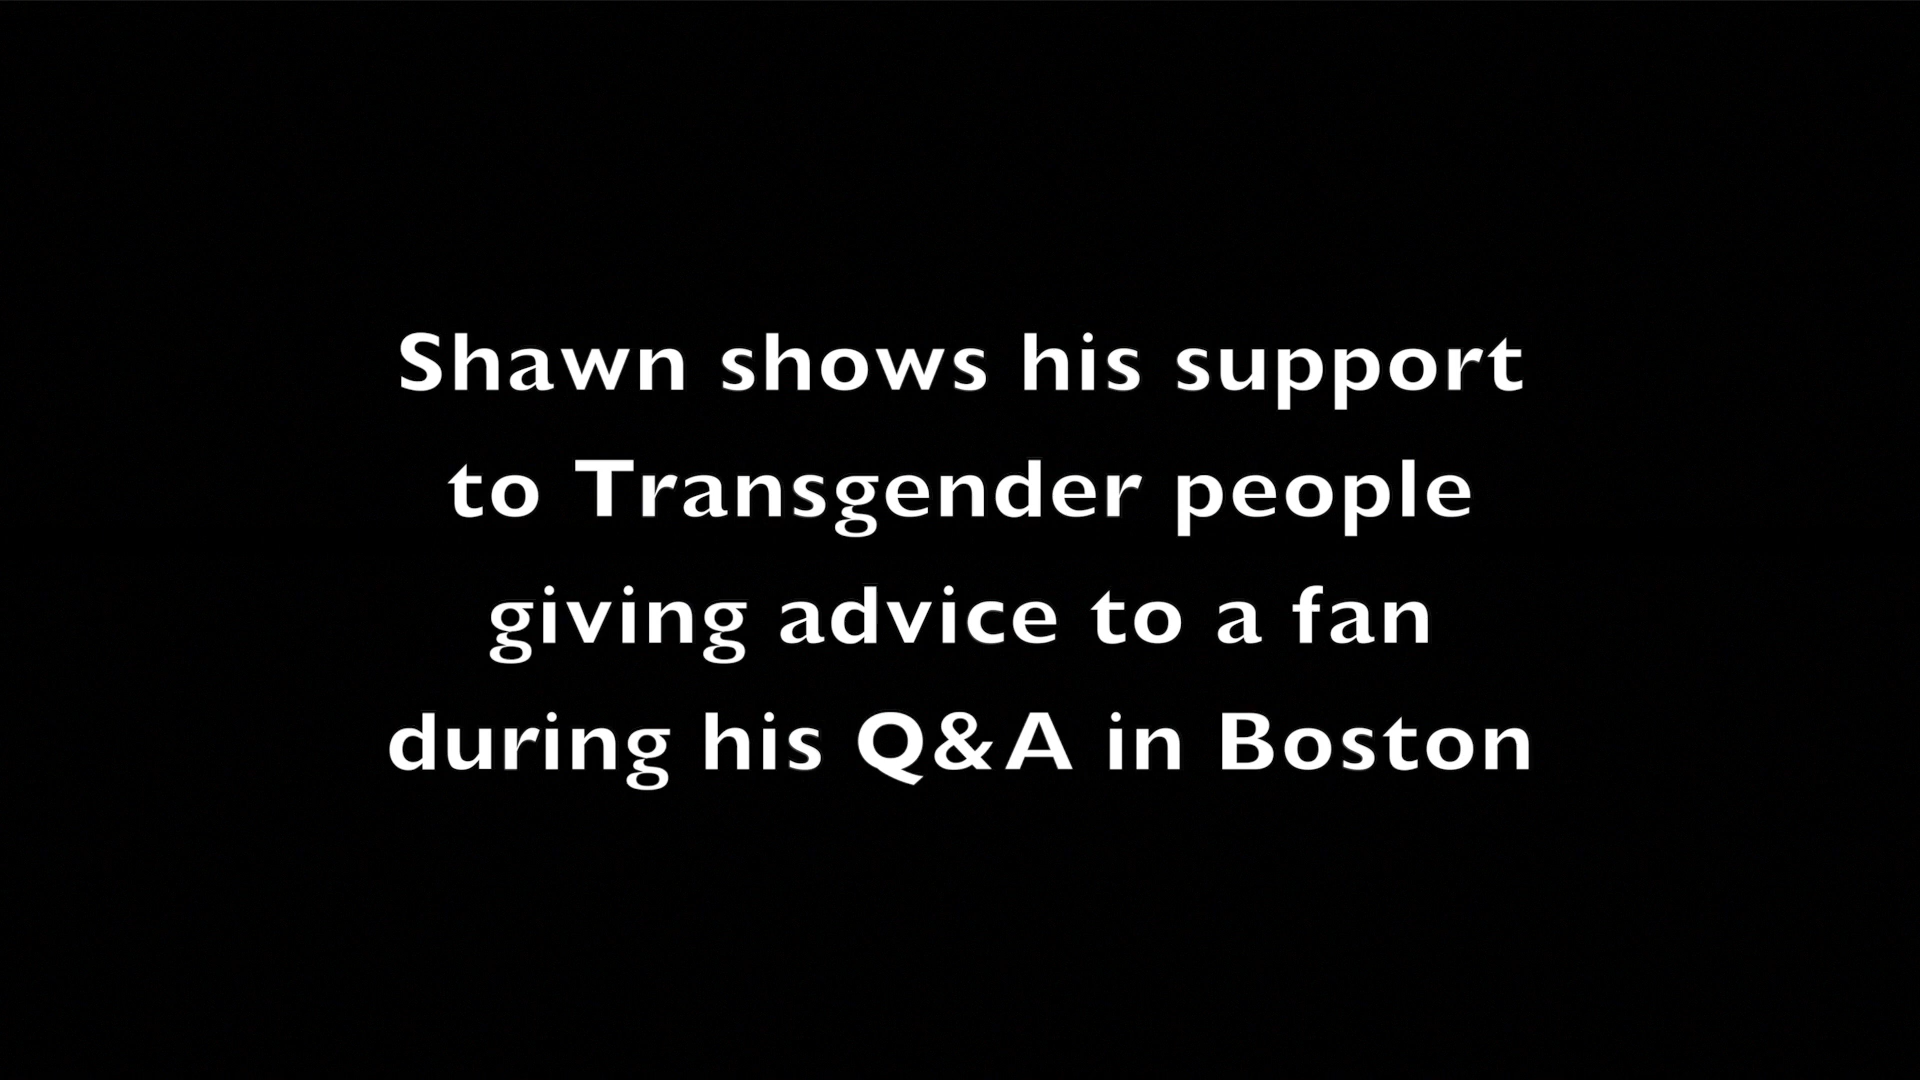 Shawn shows his support
to Transgender people
giving advice to a fan
during his Q&A in Boston